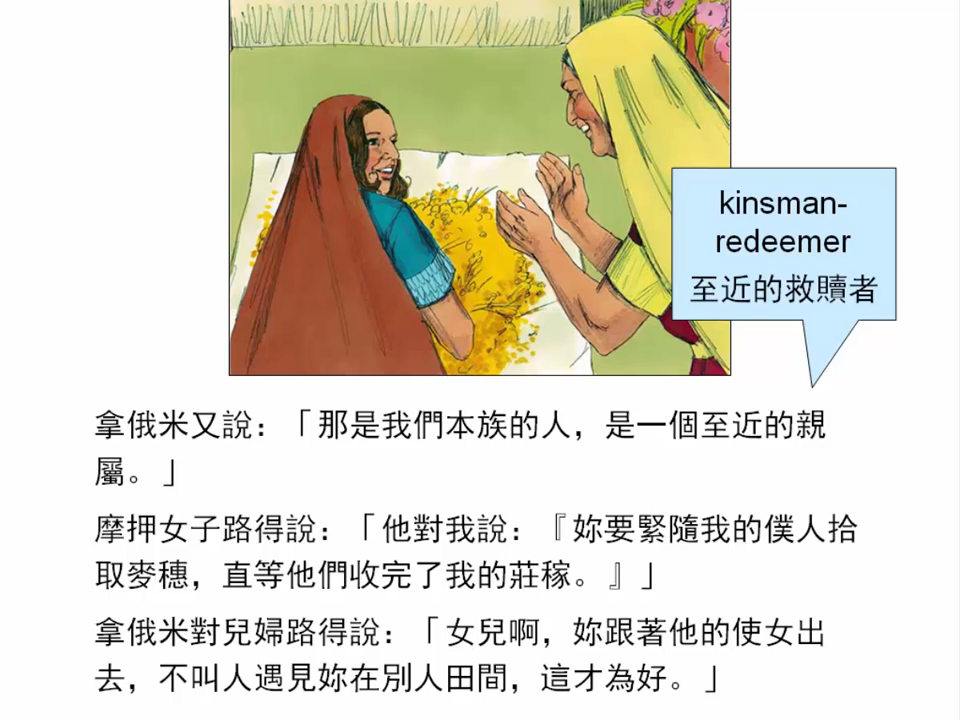 kinsman-
redeemer
至近的救贖者
拿俄米又說：「那是我們本族的人，是一個至近的親
屬。」
摩押女子路得說：「他對我說：『妳要緊隨我的僕人拾
取麥穗，直等他們收完了我的莊稼。』」
拿俄米對兒婦路得說：「女兒啊，妳跟著他的使女出
去，不叫人遇見妳在別人田間，這才為好。」